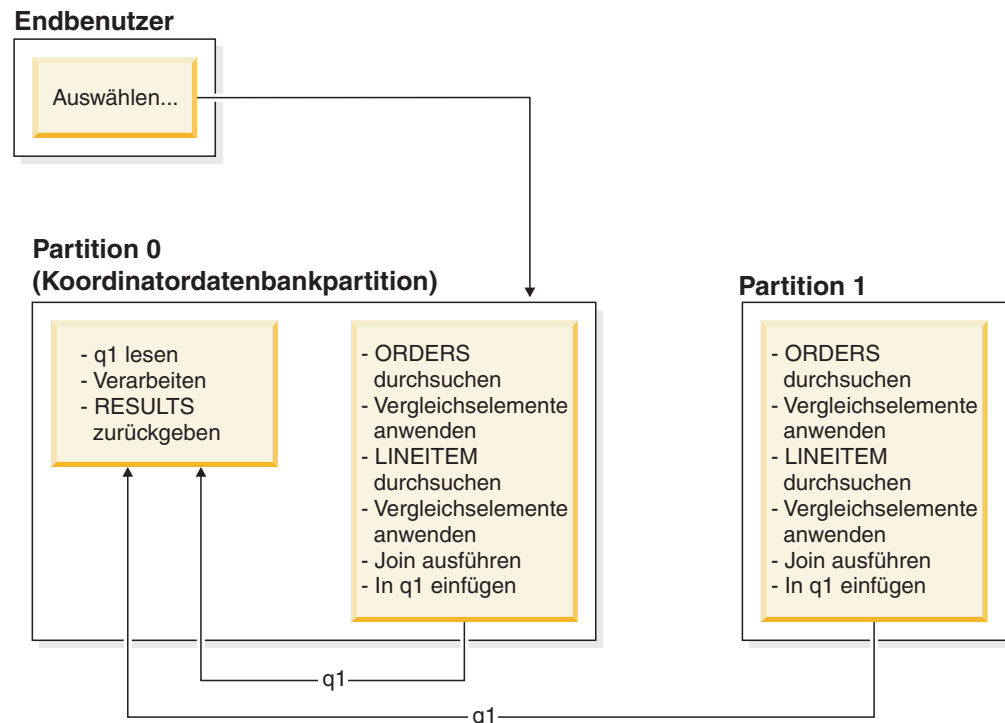 Endbenutzer
Auswählen...
Partition 0
(Koordinatordatenbankpartition)
- q1 lesen
- Verarbeiten
- RESULTS
zurückgeben
- ORDERS
durchsuchen
- Vergleichselemente
anwenden
- LINEITEM
durchsuchen
- Vergleichselemente
anwenden
- Join ausführen
- In q1 einfügen
Partition 1
- ORDERS
durchsuchen
- Vergleichselemente
anwenden
- LINEITEM
durchsuchen
- Vergleichselemente
anwenden
- Join ausführen
- In q1 einfügen
q1
q1